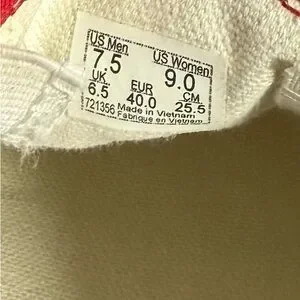 US Men US Women
7.5 9.0
UK EUR CM
6.5 40.0 25.5
721356 Made in Vietnam
Fabriqué en Vietnam